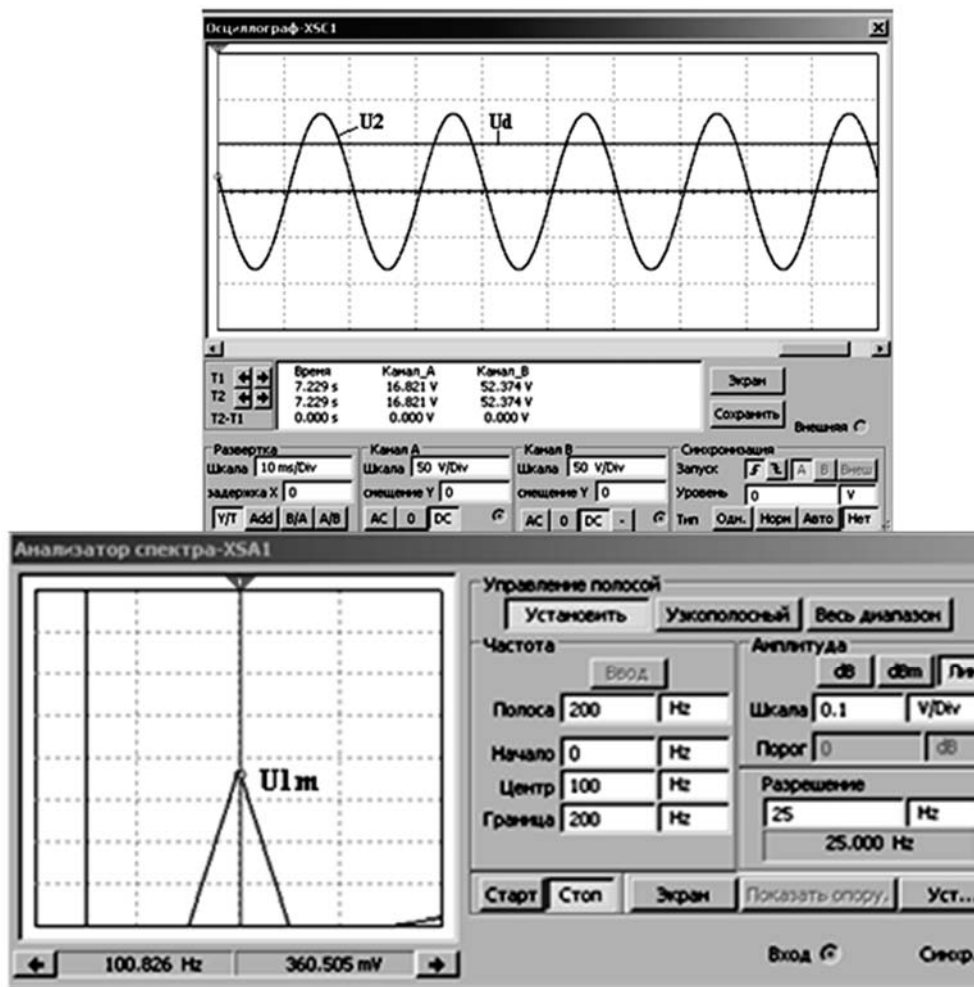 Осциллограф-XSC1
U2 Ud
Время Канал_A Канал_B
T1 7.229 s 16.821 V 52.374 V
T2 7.229 s 16.821 V 52.374 V
T2-T1 0.000 s 0.000 V 0.000 V
Экран
Сохранить
Внешняя
Развертка Канал A Канал B Синхронизация
Шкала 10 ms/Div Шкала 50 V/Div Шкала 50 V/Div Запуск A B Внеш
задержка X 0 смещение Y 0 смещение Y 0 Уровень 0 V
Y/T Add B/A A/B AC 0 DC AC 0 DC - Тип Одн. Норм Авто Нет
Анализатор спектра-XSA1
1
U1m
100.826 Hz 360.505 mV
Управление полосой
Установить Узкополосный Весь диапазон
Частота Амплитуда
Ввод dB dBm Лин
Полоса 200 Hz Шкала 0.1 V/Div
Начало 0 Hz Порог 0 dB
Центр 100 Hz Разрешение
Граница 200 Hz 25 Hz
25.000 Hz
Старт Стоп Экран Показать опору. Уст...
Вход Синхр.